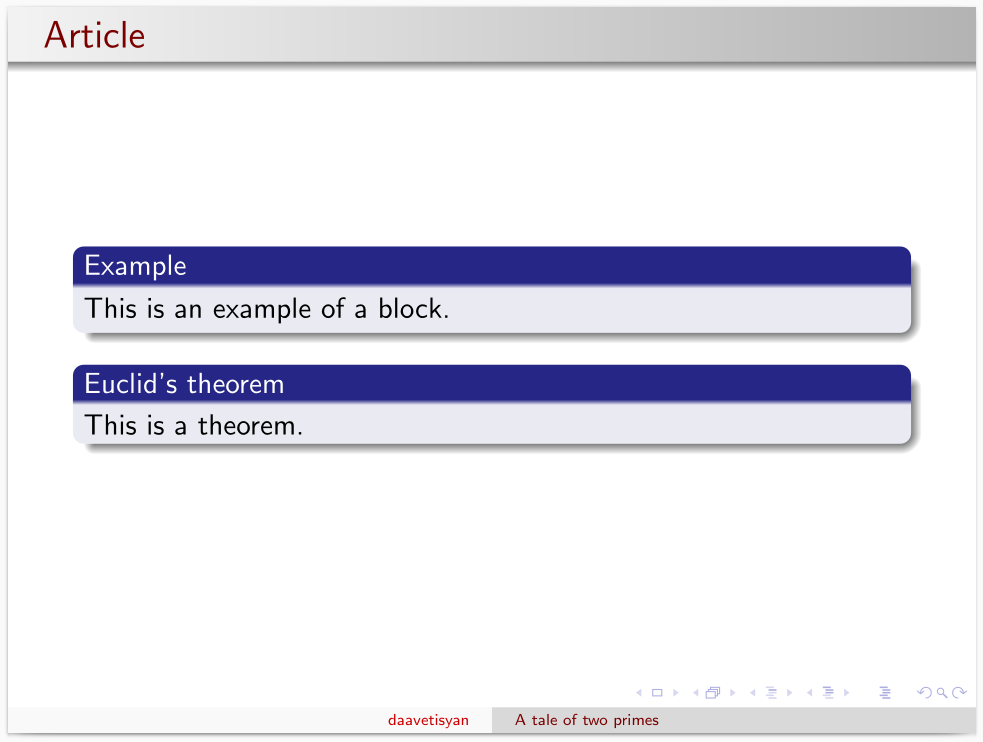 Article
Example
This is an example of a block.
Euclid's theorem
This is a theorem.
daavetisyan
A tale of two primes